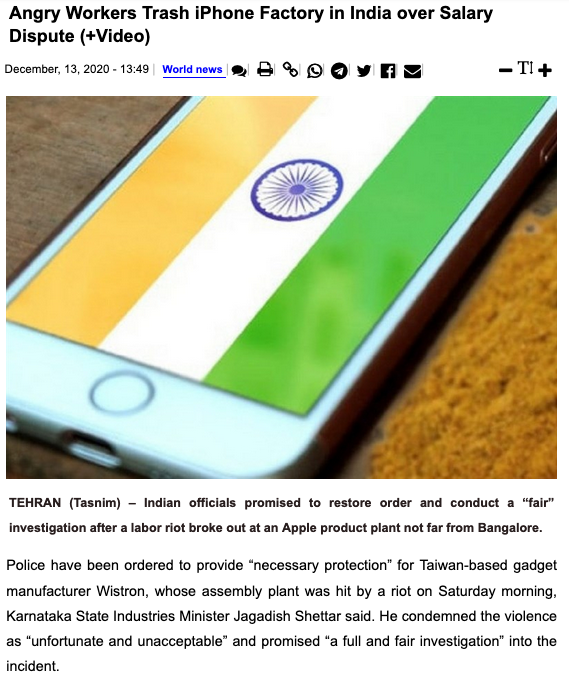 Angry Workers Trash iPhone Factory in India over Salary
Dispute (+Video)
December, 13, 2020 - 13:49 World news
TI
TEHRAN (Tasnim) – Indian officials promised to restore order and conduct a “fair”
investigation after a labor riot broke out at an Apple product plant not far from Bangalore.
Police have been ordered to provide “necessary protection” for Taiwan-based gadget
manufacturer Wistron, whose assembly plant was hit by a riot on Saturday morning,
Karnataka State Industries Minister Jagadish Shettar said. He condemned the violence
as “unfortunate and unacceptable” and promised “a full and fair investigation” into the
incident.